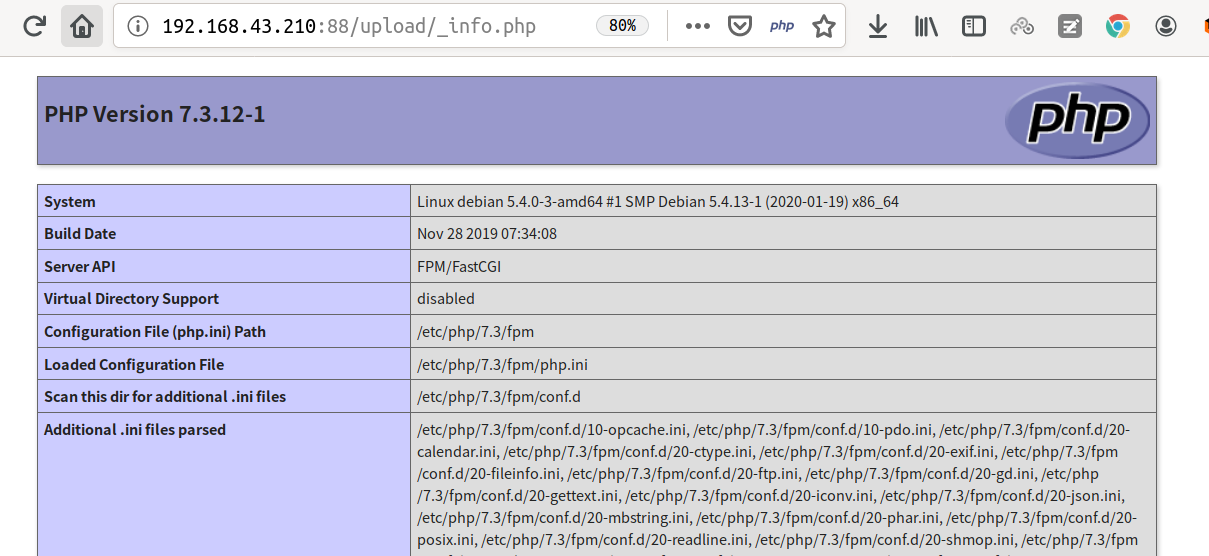 192.168.43.210:88/upload/_info.php
80%
php
PHP Version 7.3.12-1
php
System
Linux debian 5.4.0-3-amd64 #1 SMP Debian 5.4.13-1 (2020-01-19) x86_64
Build Date
Nov 28 2019 07:34:08
Server API
FPM/FastCGI
Virtual Directory Support
disabled
Configuration File (php.ini) Path
/etc/php/7.3/fpm
Loaded Configuration File
/etc/php/7.3/fpm/php.ini
Scan this dir for additional .ini files
/etc/php/7.3/fpm/conf.d
Additional .ini files parsed
/etc/php/7.3/fpm/conf.d/10-opcache.ini, /etc/php/7.3/fpm/conf.d/10-pdo.ini, /etc/php/7.3/fpm/conf.d/20-
calendar.ini, /etc/php/7.3/fpm/conf.d/20-ctype.ini, /etc/php/7.3/fpm/conf.d/20-exif.ini, /etc/php/7.3/fpm
/conf.d/20-fileinfo.ini, /etc/php/7.3/fpm/conf.d/20-ftp.ini, /etc/php/7.3/fpm/conf.d/20-gd.ini, /etc/php
/7.3/fpm/conf.d/20-gettext.ini, /etc/php/7.3/fpm/conf.d/20-iconv.ini, /etc/php/7.3/fpm/conf.d/20-json.ini,
/etc/php/7.3/fpm/conf.d/20-mbstring.ini, /etc/php/7.3/fpm/conf.d/20-phar.ini, /etc/php/7.3/fpm/conf.d/20-
posix.ini, /etc/php/7.3/fpm/conf.d/20-readline.ini, /etc/php/7.3/fpm/conf.d/20-shmop.ini, /etc/php/7.3/fpm